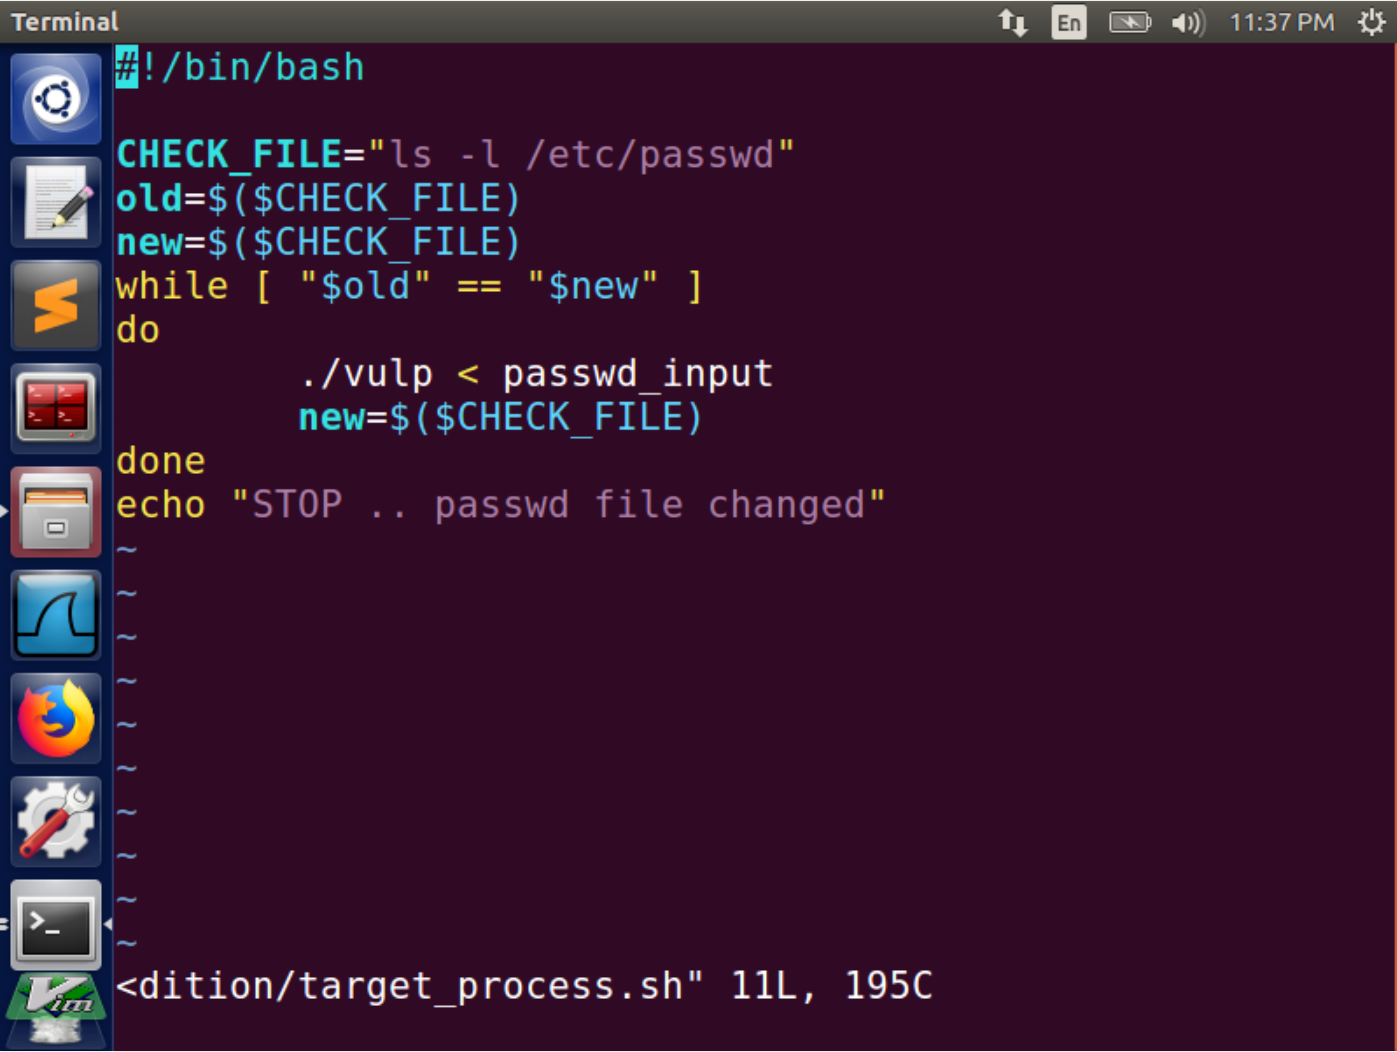 Terminal
En
11:37 PM
#!/bin/bash
CHECK_FILE="ls -l /etc/passwd"
old=$($CHECK_FILE)
new=$($CHECK_FILE)
while [ "$old" == "$new" ]
do
        ./vulp < passwd_input
        new=$($CHECK_FILE)
done
echo "STOP .. passwd file changed"
~
~
~
~
~
~
~
~
~
~
<dition/target_process.sh" 11L, 195C
>_
Vim